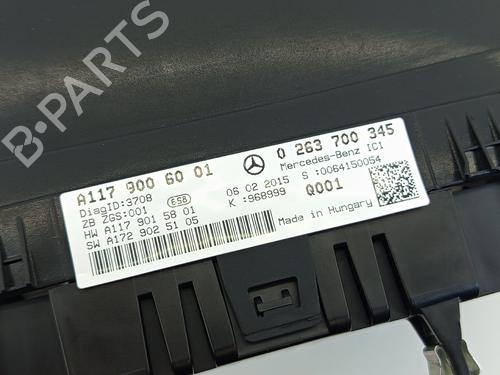 A117 900 60 01
0 263 700 345
DiagID:3708
ZB ZGS:001
E58
06 02 2015
Mercedes-Benz IC1
HW A117 901 58 01
K :968999
S :0064150054
SW A172 902 51 05
Q001
Made in Hungary
B-PARTS